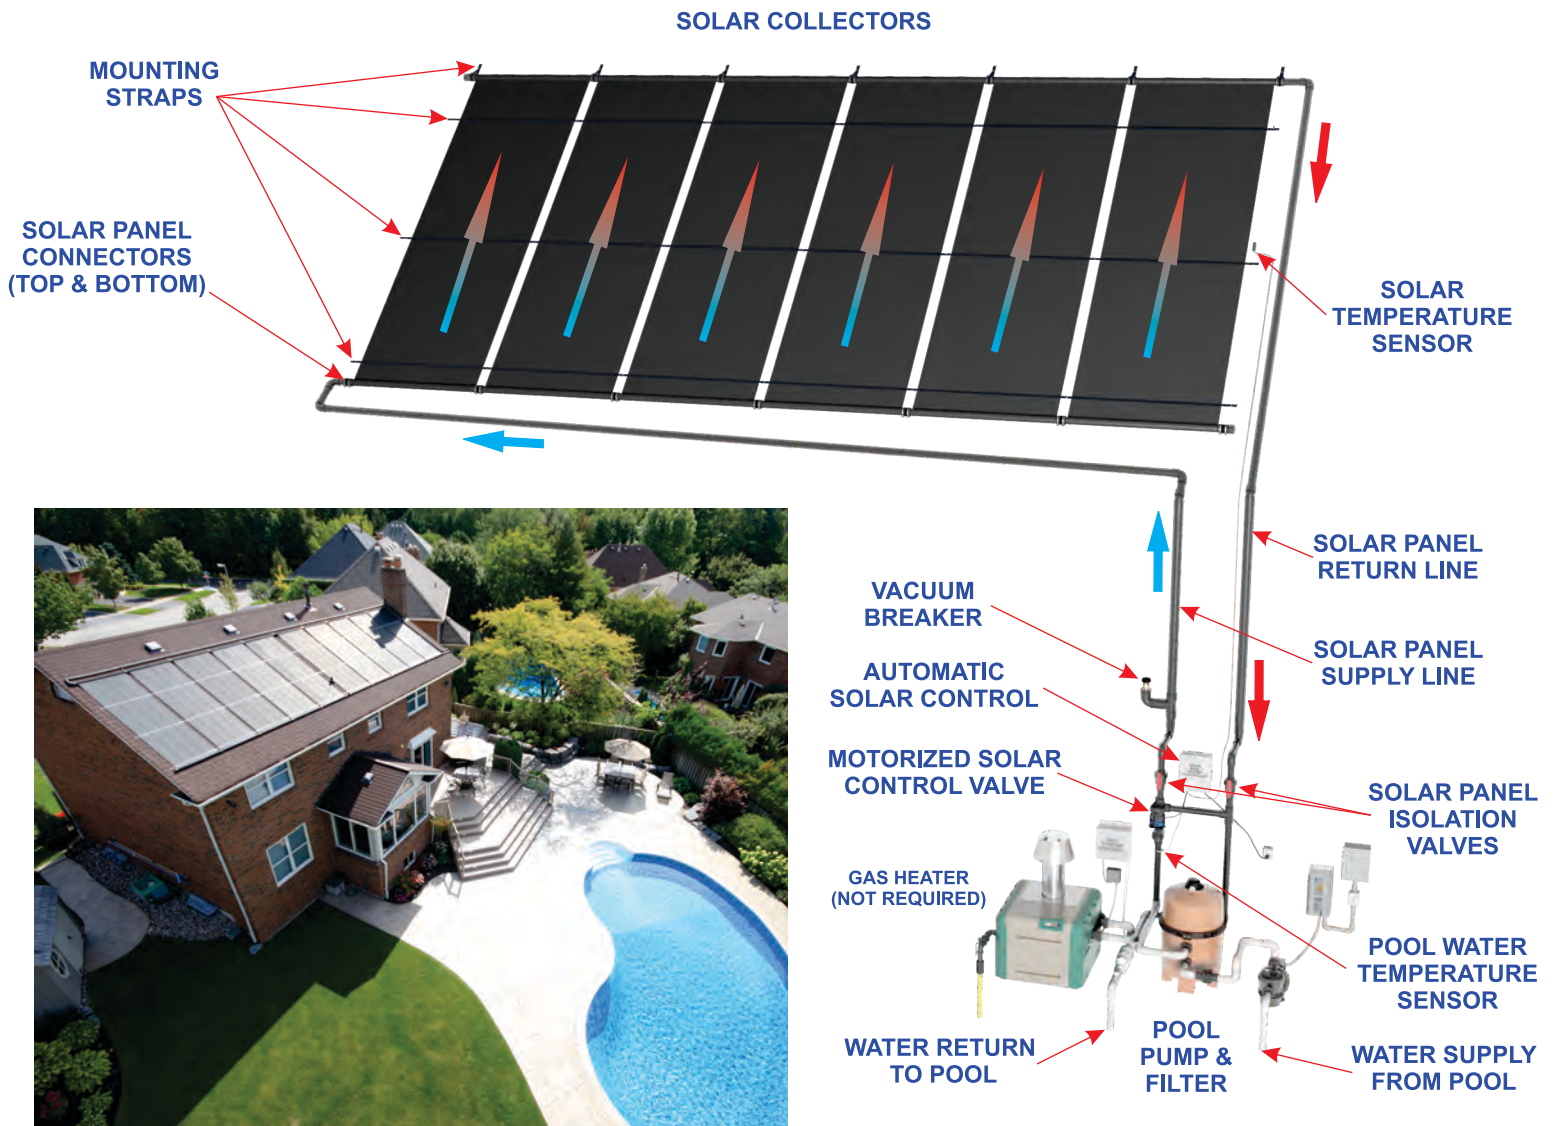 SOLAR COLLECTORS
MOUNTING
STRAPS
SOLAR PANEL
CONNECTORS
(TOP & BOTTOM)
SOLAR
TEMPERATURE
SENSOR
SOLAR PANEL
RETURN LINE
VACUUM
BREAKER
SOLAR PANEL
SUPPLY LINE
AUTOMATIC
SOLAR CONTROL
MOTORIZED SOLAR
CONTROL VALVE
SOLAR PANEL
ISOLATION
VALVES
GAS HEATER
(NOT REQUIRED)
POOL WATER
TEMPERATURE
SENSOR
WATER RETURN
TO POOL
POOL
PUMP &
FILTER
WATER SUPPLY
FROM POOL